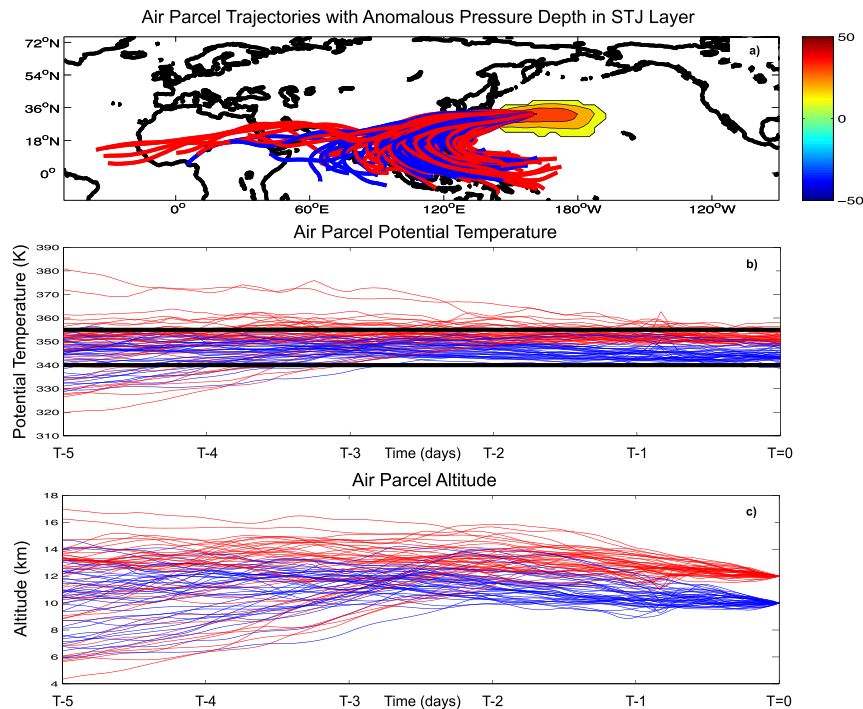 Air Parcel Trajectories with Anomalous Pressure Depth in STJ Layer
72°N
54°N
36°N
18°N
0°
a)
0°
60°E
120°E
180°W
120°W
50
0
−50
Air Parcel Potential Temperature
Potential Temperature (K)
390
380
370
360
350
340
330
320
310
b)
T-5
T-4
T-3
Time (days)
T-2
T-1
T=0
Air Parcel Altitude
Altitude (km)
18
16
14
12
10
8
6
4
c)
T-5
T-4
T-3
Time (days)
T-2
T-1
T=0